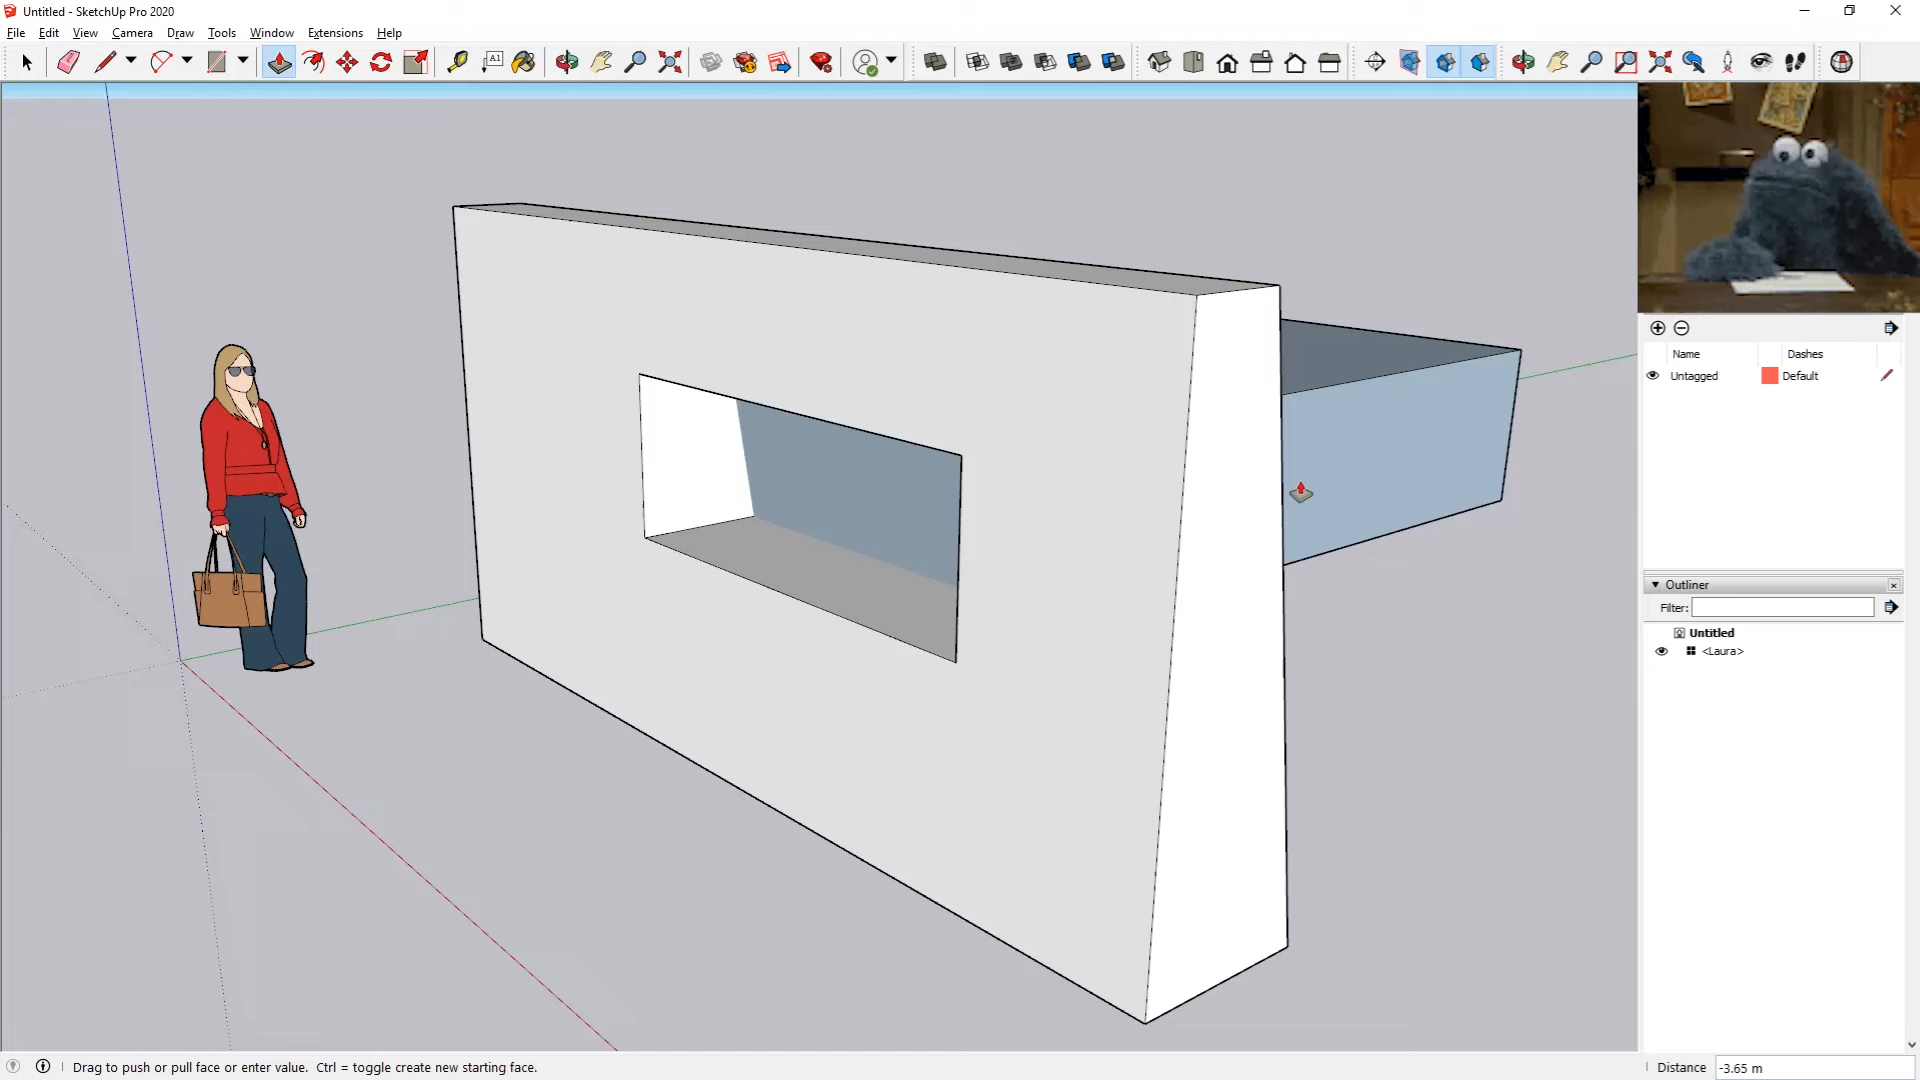 Untitled - SketchUp Pro 2020
File Edit View Camera Draw Tools Window Extensions Help
A1
Name Dashes
Untagged Default
Outliner
Filter:
Untitled
<Laura>
Drag to push or pull face or enter value. Ctrl = toggle create new starting face.
Distance -3.65 m